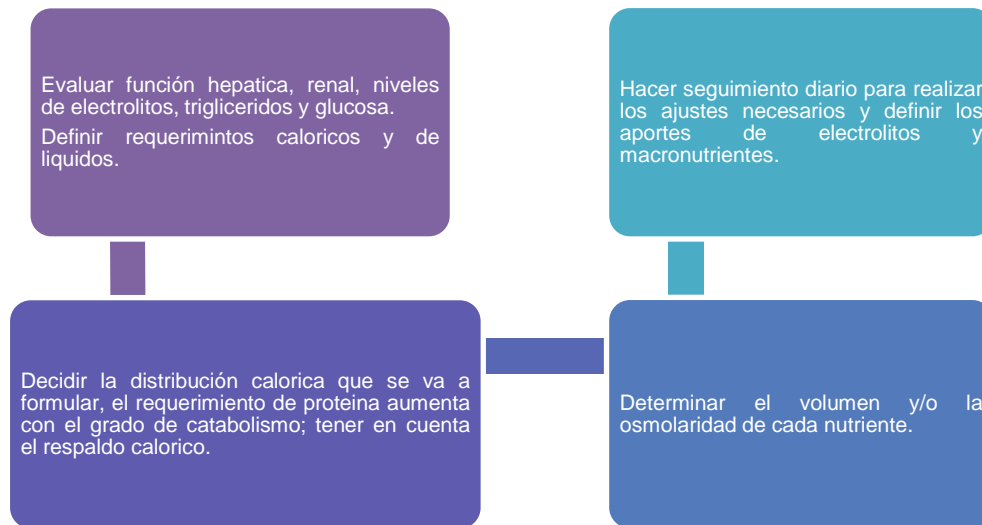 Evaluar función hepatica, renal, niveles
de electrolitos, trigliceridos y glucosa.
Definir requerimintos caloricos y de
liquidos.
Decidir la distribución calorica que se va a
formular, el requerimiento de proteina aumenta
con el grado de catabolismo; tener en cuenta
el respaldo calorico.
Determinar el volumen y/o la
osmolaridad de cada nutriente.
Hacer seguimiento diario para realizar
los ajustes necesarios y definir los
aportes de electrolitos y
macronutrientes.